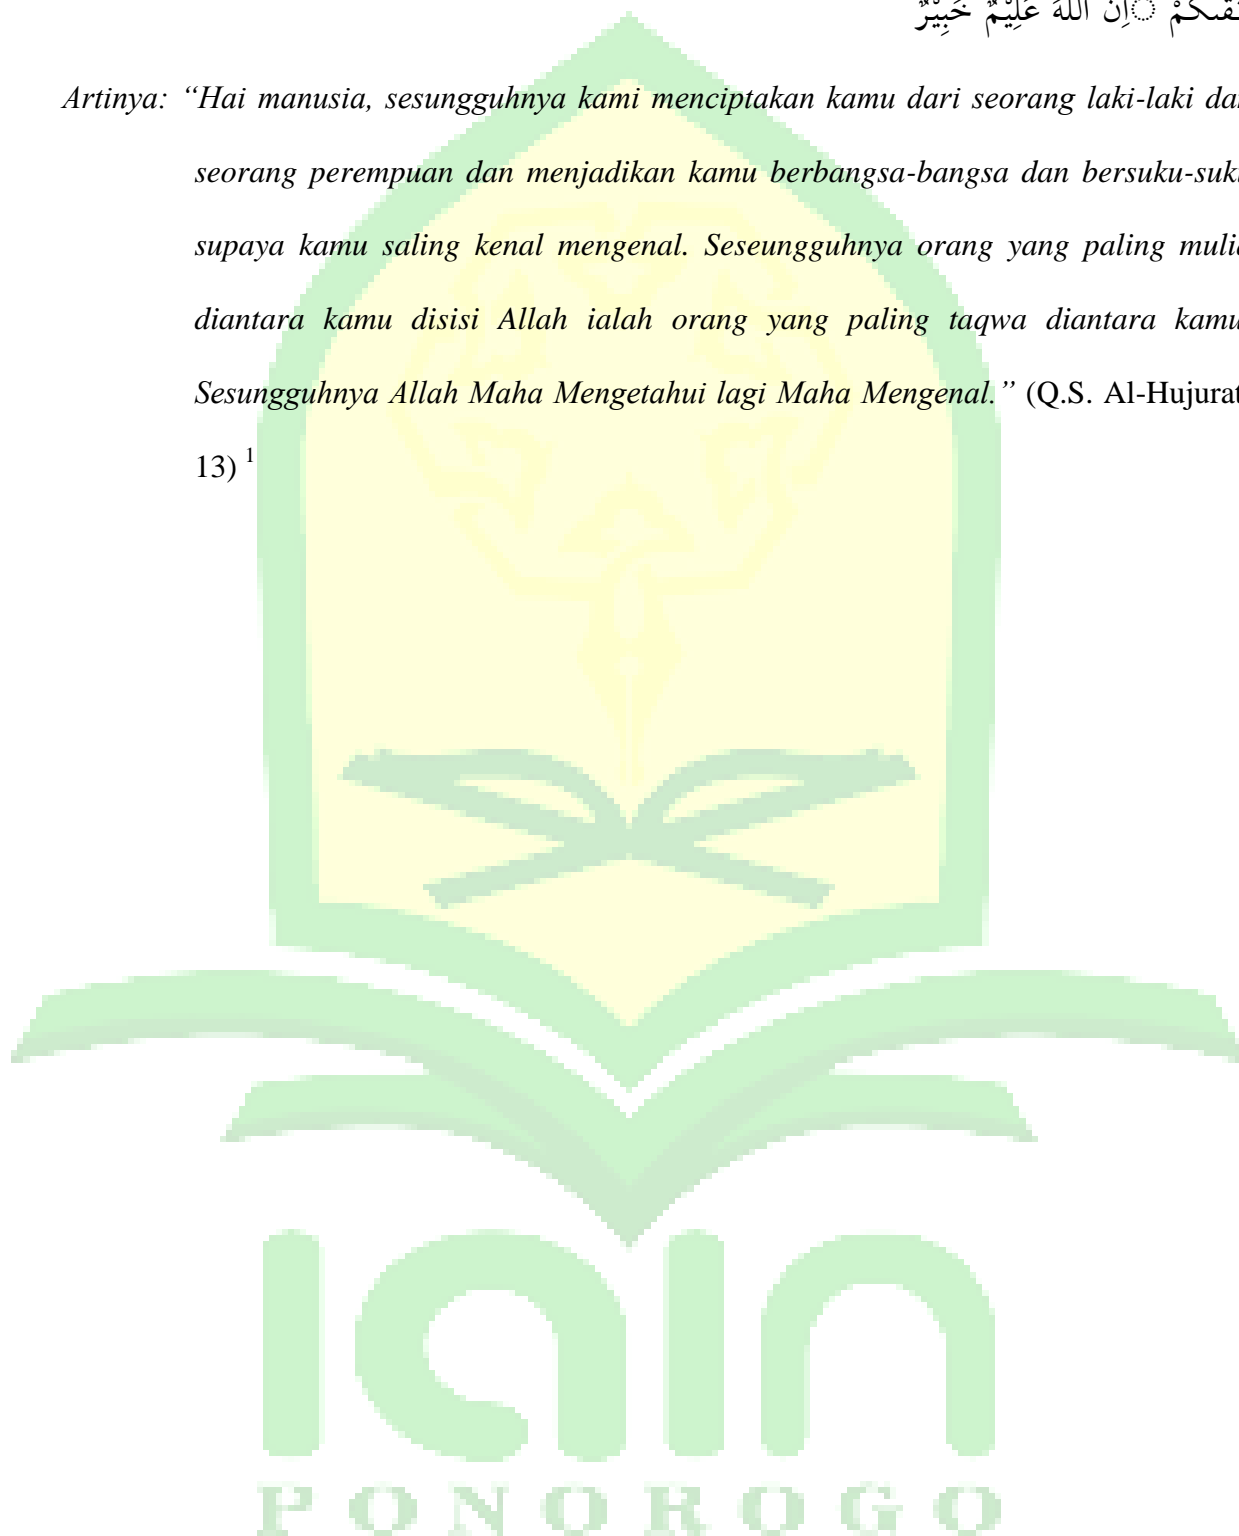 اِنَّ اللّٰهَ عَلِيْمٌ خَبِيْرٌ
Artinya: “Hai manusia, sesungguhnya kami menciptakan kamu dari seorang laki-laki dan
seorang perempuan dan menjadikan kamu berbangsa-bangsa dan bersuku-suku
supaya kamu saling kenal mengenal. Seseungguhnya orang yang paling mulia
diantara kamu disisi Allah ialah orang yang paling taqwa diantara kamu
Sesungguhnya Allah Maha Mengetahui lagi Maha Mengenal.” (Q.S. Al-Hujurat
13) 1
iain
PONOROGO